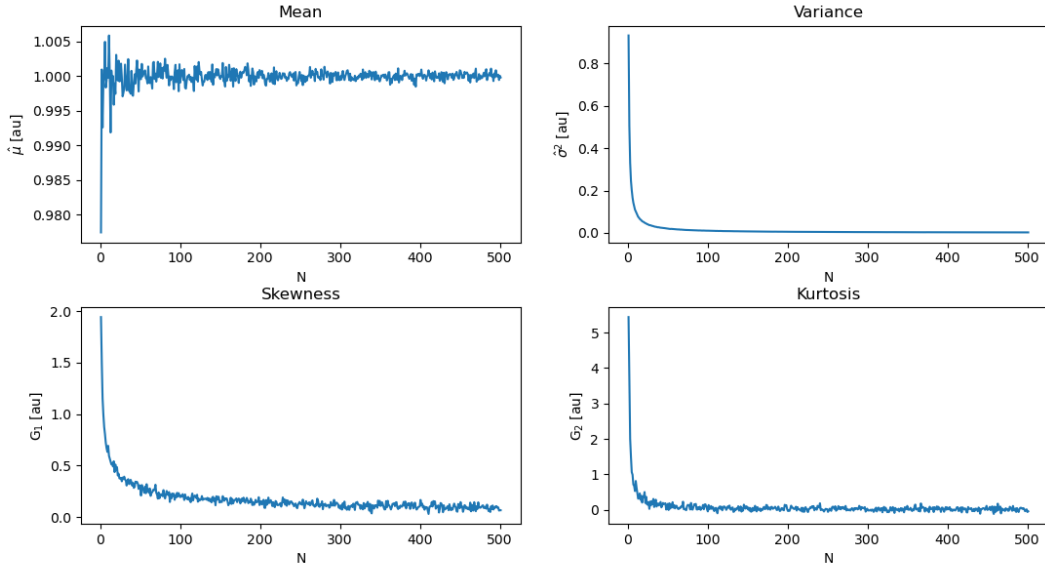 Mean
1.005
1.000
0.995
0.990
0.985
0.980
μ̂ [au]
0 100 200 300 400 500
N
Variance
0.8
0.6
0.4
0.2
0.0
σ̂² [au]
0 100 200 300 400 500
N
Skewness
2.0
1.5
1.0
0.5
0.0
G₁ [au]
0 100 200 300 400 500
N
Kurtosis
5
4
3
2
1
0
G₂ [au]
0 100 200 300 400 500
N